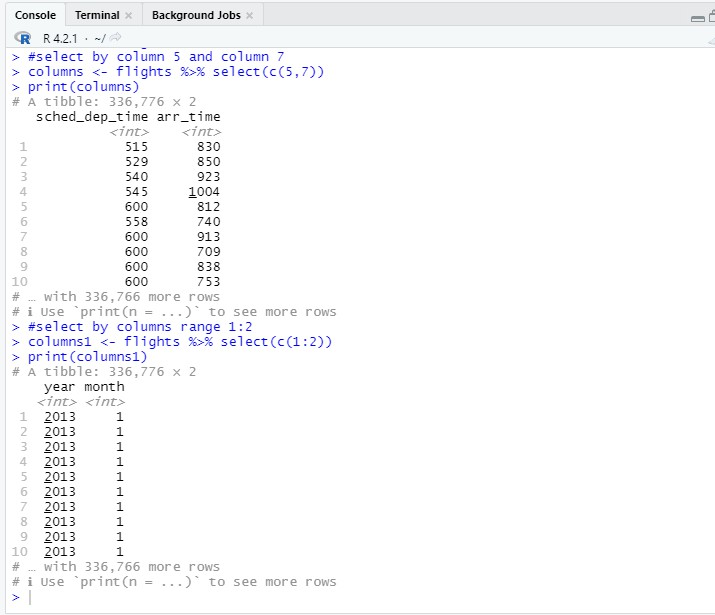 Console Terminal Background Jobs
R R 4.2.1 · ~/
> #select by column 5 and column 7
> columns <- flights %>% select(c(5,7))
> print(columns)
# A tibble: 336,776 × 2
sched_dep_time arr_time
<int> <int>
1 515 830
2 529 850
3 540 923
4 545 1004
5 600 812
6 558 740
7 600 913
8 600 709
9 600 838
10 600 753
# … with 336,766 more rows
# ℹ Use `print(n = ...)` to see more rows
> #select by columns range 1:2
> columns1 <- flights %>% select(c(1:2))
> print(columns1)
# A tibble: 336,776 × 2
year month
<int> <int>
1 2013 1
2 2013 1
3 2013 1
4 2013 1
5 2013 1
6 2013 1
7 2013 1
8 2013 1
9 2013 1
10 2013 1
# … with 336,766 more rows
# ℹ Use `print(n = ...)` to see more rows
>